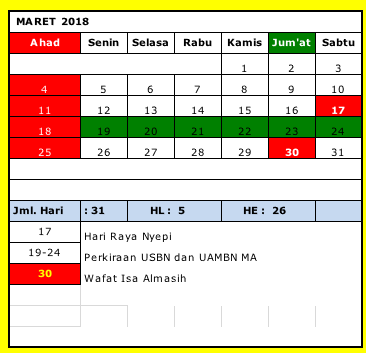 MARET 2018
Ahad Senin Selasa Rabu Kamis Jum'at Sabtu
1 2 3
4 5 6 7 8 9 10
11 12 13 14 15 16 17
18 19 20 21 22 23 24
25 26 27 28 29 30 31
Jml. Hari : 31 HL : 5 HE : 26
17 Hari Raya Nyepi
19-24 Perkiraan USBN dan UAMBN MA
30 Wafat Isa Almasih